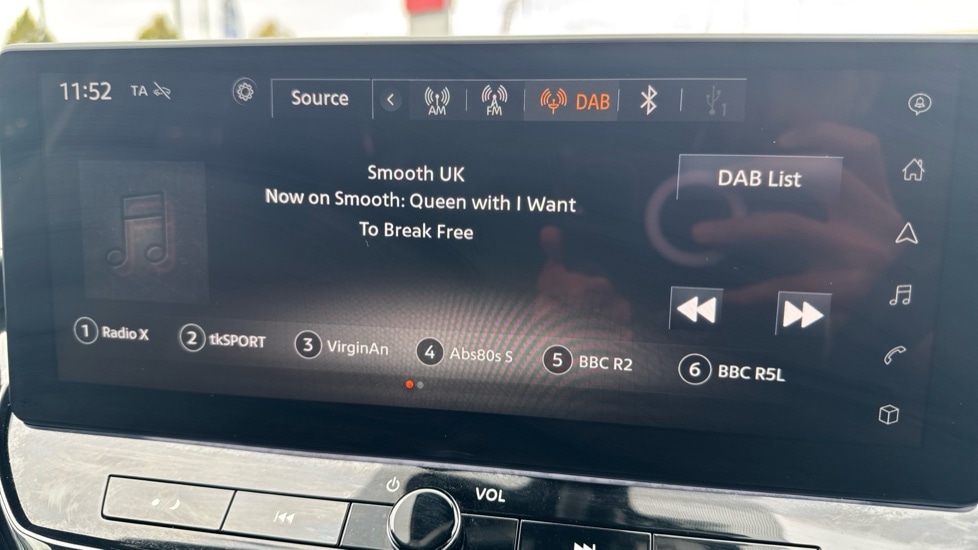 11:52 TA Source AM FM DAB 1
Smooth UK
DAB List
Now on Smooth: Queen with I Want
To Break Free
1 Radio X 2 tkSPORT 3 VirginAn 4 Abs80s S 5 BBC R2 6 BBC R5L
VOL